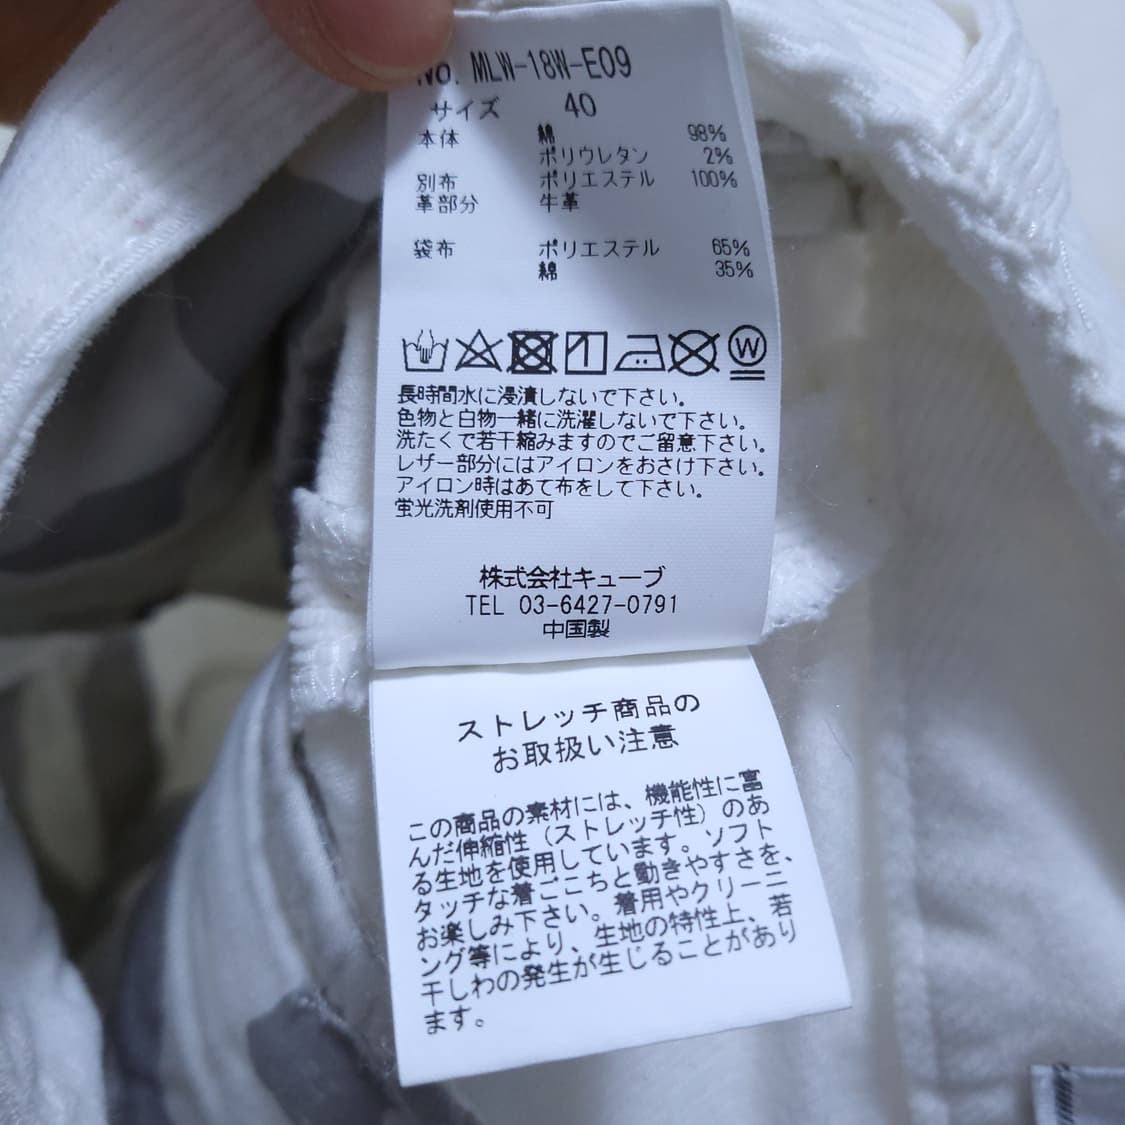 No. MLW-18W-E09
サイズ 40
本体 綿 98%
ポリウレタン 2%
別布 ポリエステル 100%
革部分 牛革
袋布 ポリエステル 65%
綿 35%
W
長時間水に浸漬しないで下さい。
色物と白物一緒に洗濯しないで下さい。
洗たくで若干縮みますのでご留意下さい。
レザー部分にはアイロンをおさけ下さい。
アイロン時はあて布をして下さい。
蛍光洗剤使用不可
株式会社キューブ
TEL 03-6427-0791
中国製
ストレッチ商品の
お取扱い注意
この商品の素材には、機能性に富
んだ伸縮性（ストレッチ性）のあ
る生地を使用しています。ソフト
タッチな着ごこちと動きやすさを、
お楽しみ下さい。着用やクリーニ
ング等により、生地の特性上、若
干しわの発生が生じることがあり
ます。